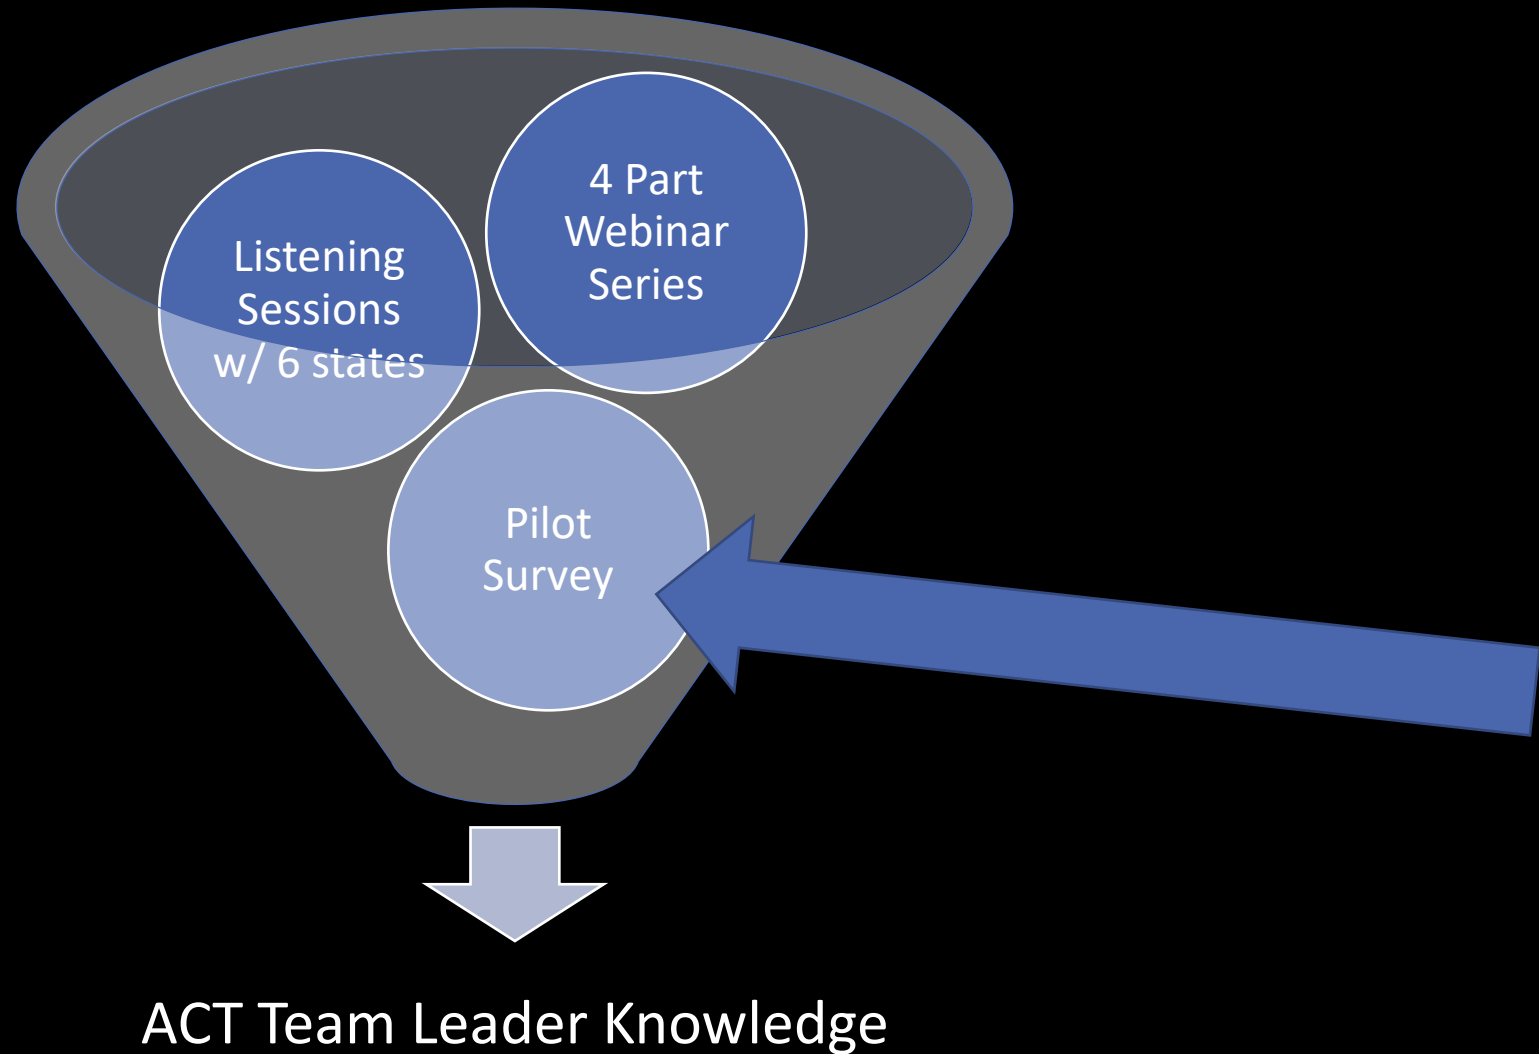 4 Part
Webinar
Series
Listening
Sessions
w/ 6 states
Pilot
Survey
ACT Team Leader Knowledge